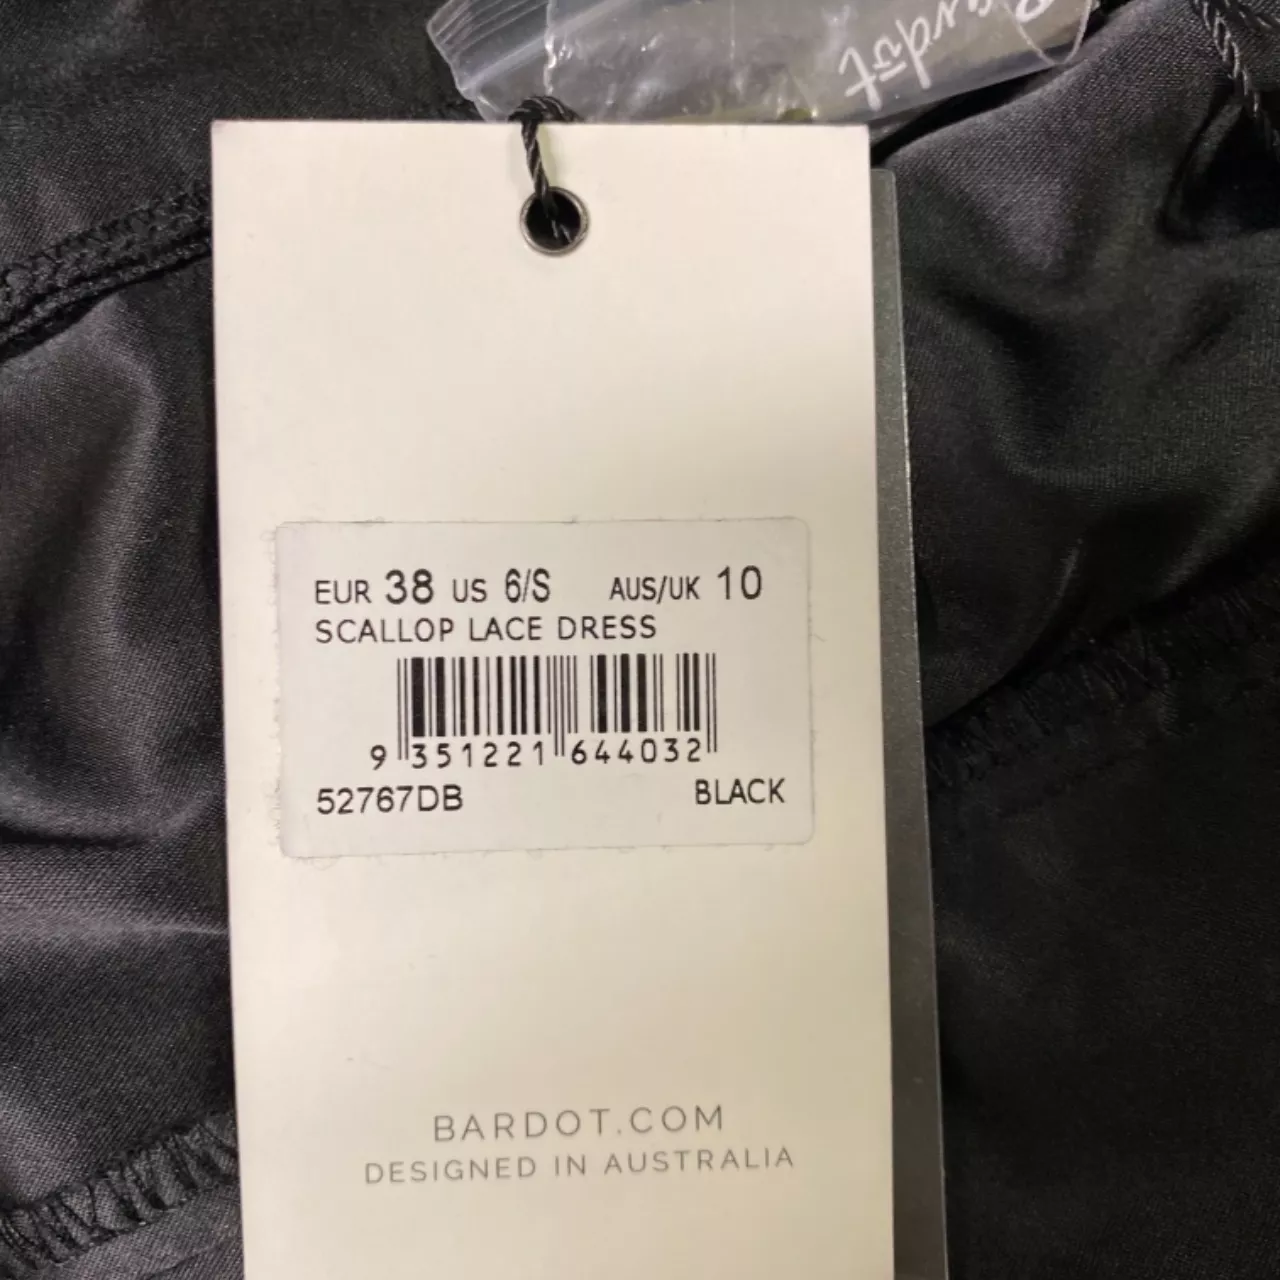 Bardot
EUR 38 US 6/S AUS/UK 10
SCALLOP LACE DRESS
9 351221 644032
52767DB BLACK
BARDOT.COM
DESIGNED IN AUSTRALIA